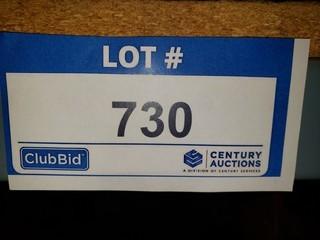 LOT #
730
ClubBid
CENTURY
AUCTIONS
A DIVISION OF CENTURY SERVICES